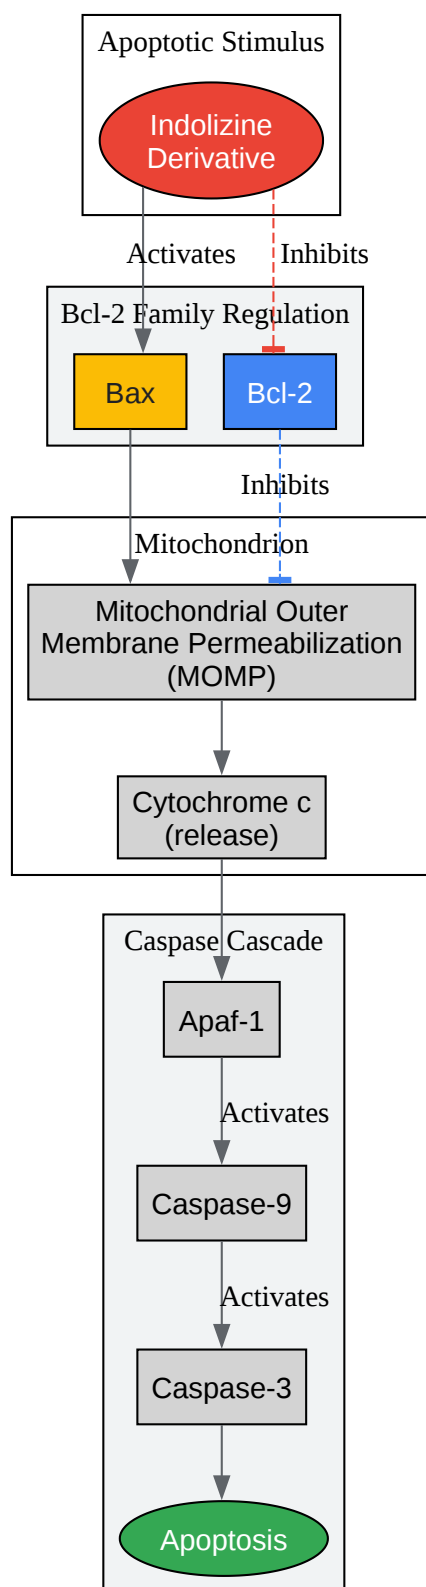 Apoptotic Stimulus
Indolizine
Derivative
Activates
Inhibits
Bcl-2 Family Regulation
Bax
Bcl-2
Inhibits
Mitochondrion
Mitochondrial Outer
Membrane Permeabilization
(MOMP)
Cytochrome c
(release)
Caspase Cascade
Apaf-1
Activates
Caspase-9
Activates
Caspase-3
Apoptosis